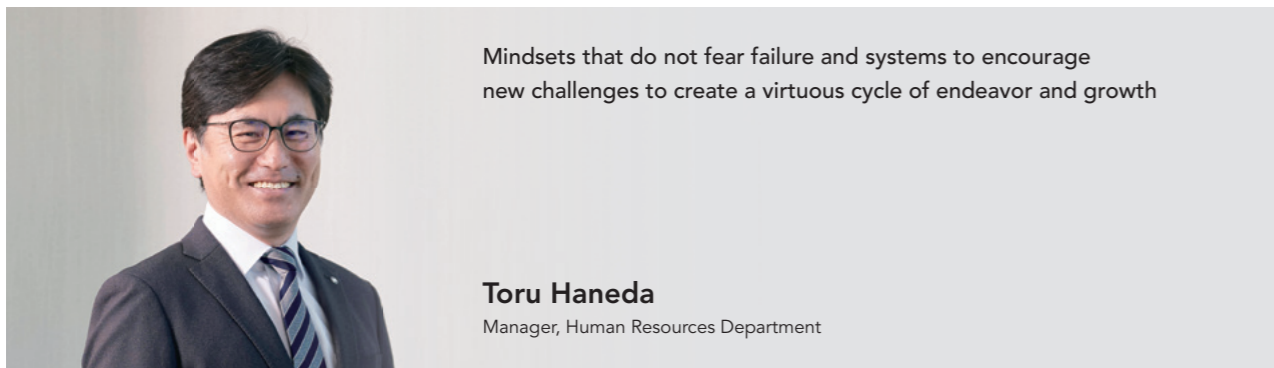 Mindsets that do not fear failure and systems to encourage
new challenges to create a virtuous cycle of endeavor and growth
Toru Haneda
Manager, Human Resources Department